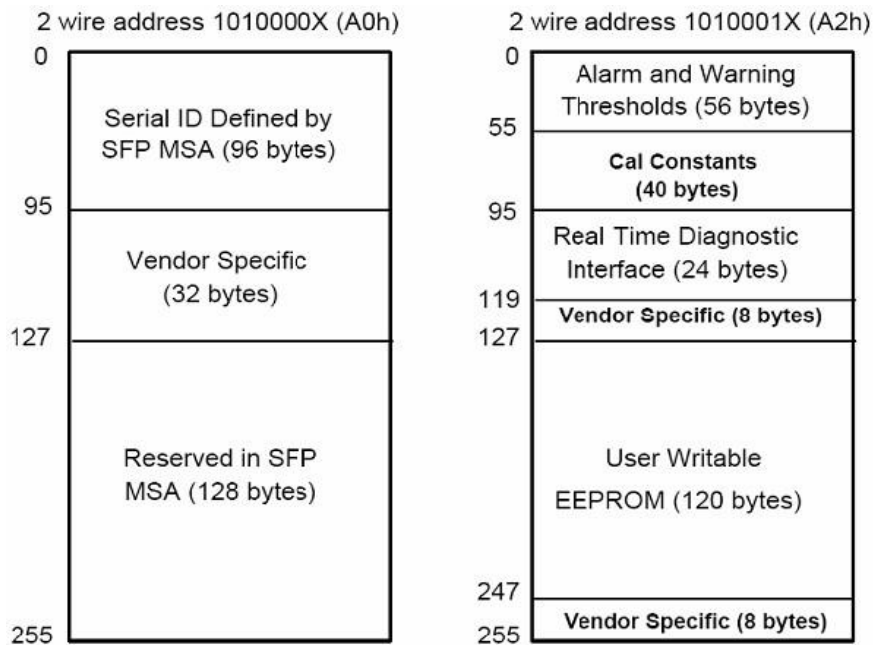 2 wire address 1010000X (A0h)
0
Serial ID Defined by
SFP MSA (96 bytes)
95
Vendor Specific
(32 bytes)
127
Reserved in SFP
MSA (128 bytes)
255
2 wire address 1010001X (A2h)
0
Alarm and Warning
Thresholds (56 bytes)
55
Cal Constants
(40 bytes)
95
Real Time Diagnostic
Interface (24 bytes)
119
Vendor Specific (8 bytes)
127
User Writable
EEPROM (120 bytes)
247
Vendor Specific (8 bytes)
255